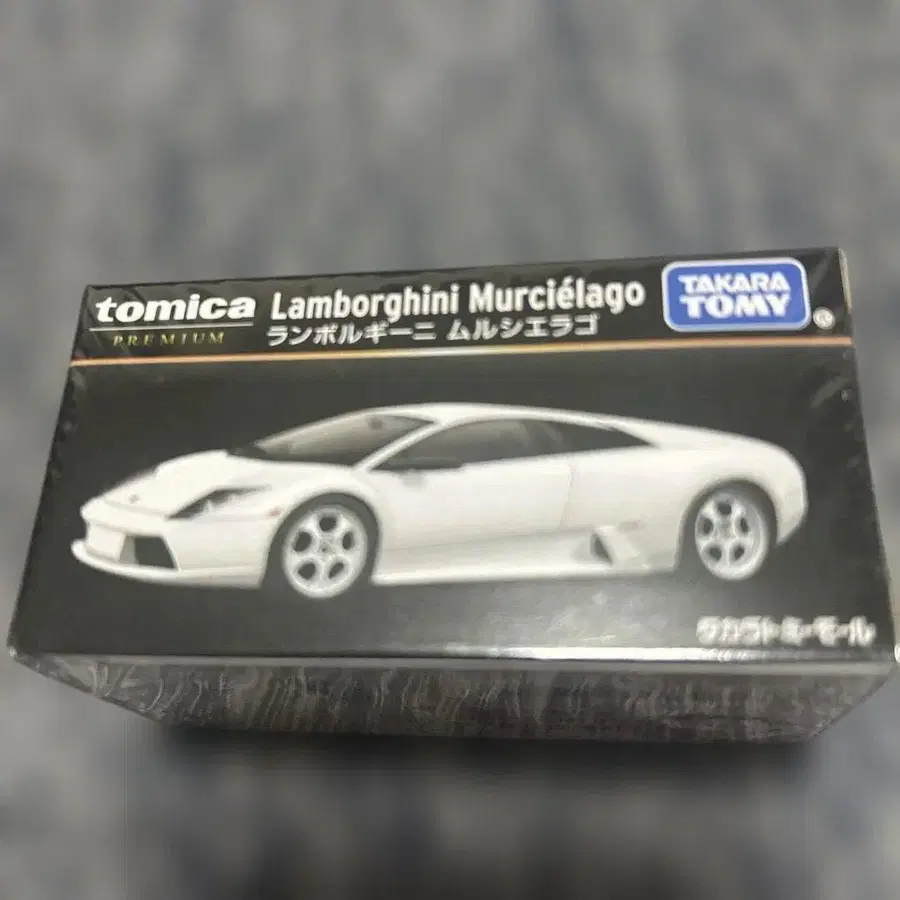 tomica
PREMIUM
Lamborghini Murciélago
ランボルギーニ ムルシエラゴ
TAKARA
TOMY
®
タカラトミーモール